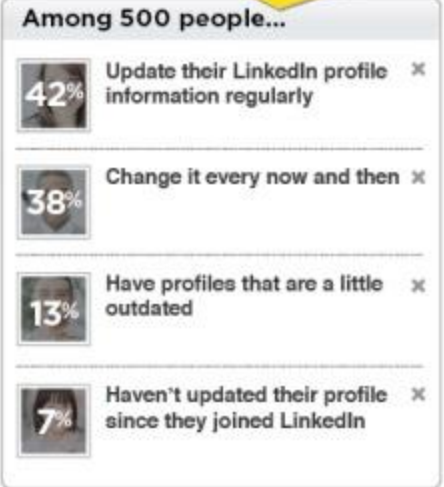 Among 500 people...
42%
Update their LinkedIn profile
information regularly
38%
Change it every now and then
13%
Have profiles that are a little
outdated
7%
Haven't updated their profile
since they joined LinkedIn